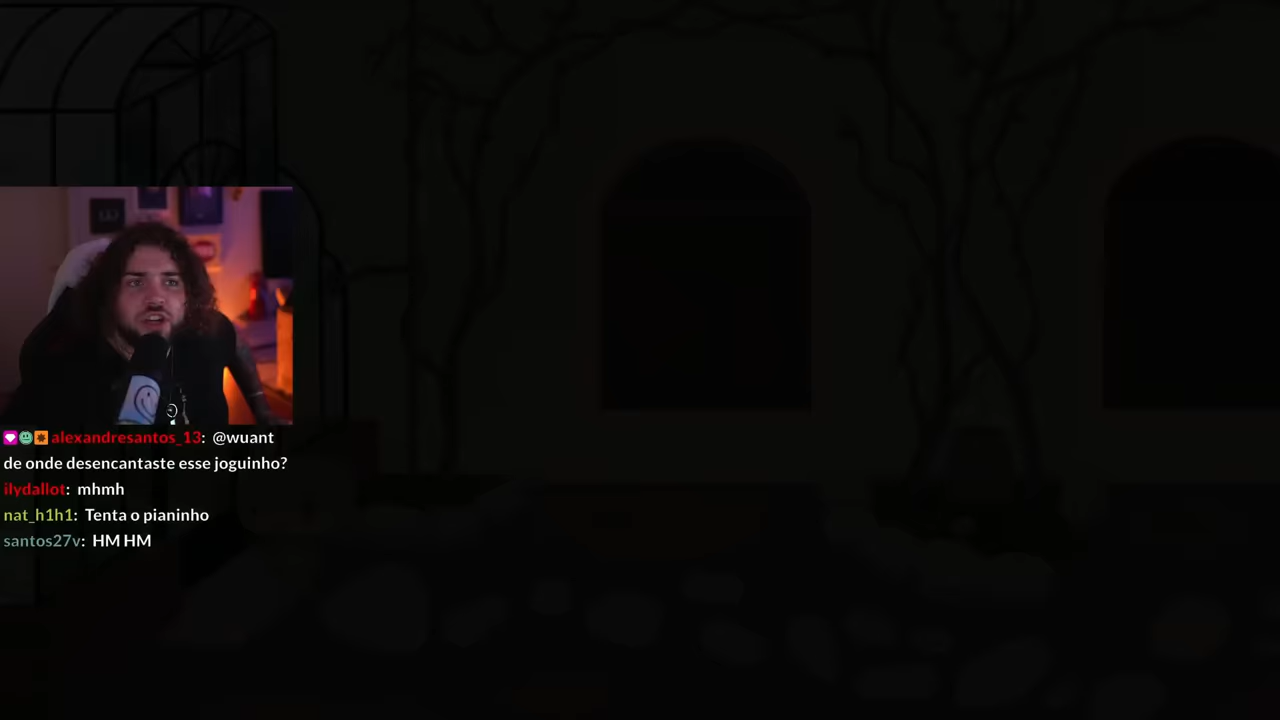 alexandresantos_13: @wuant
de onde desencantaste esse joguinho?
ilydallot: mhmh
nat_h1h1: Tenta o pianinho
santos27v: HM HM